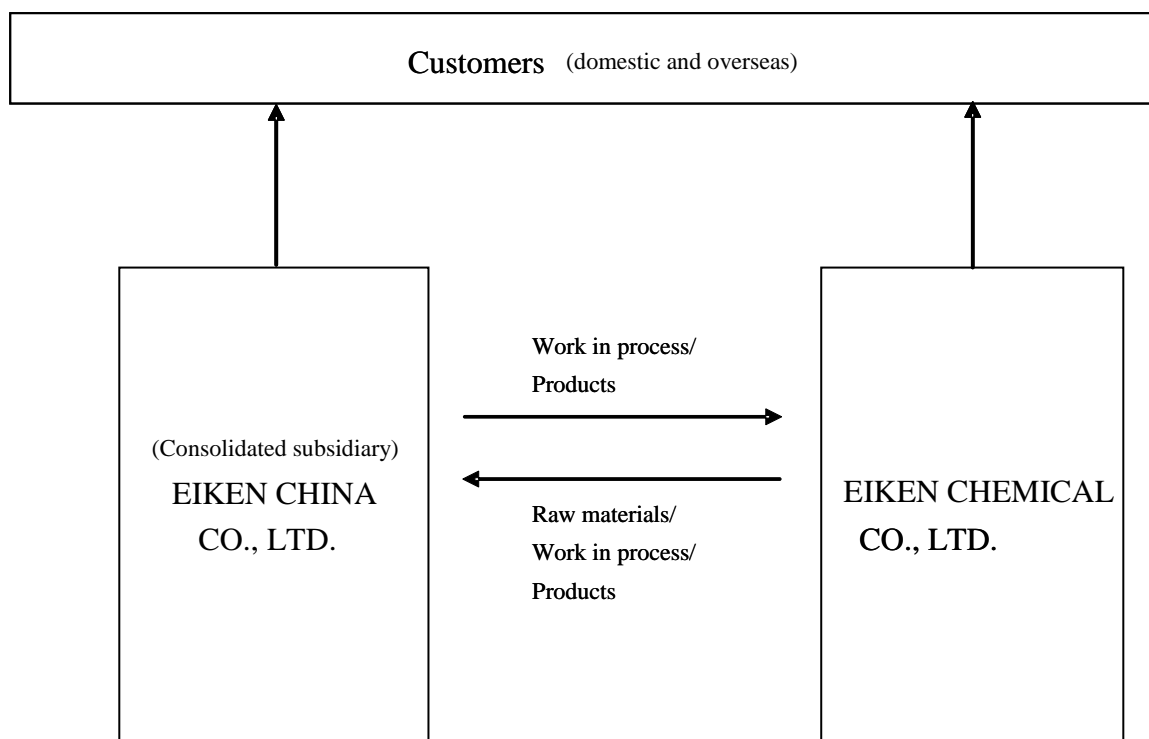 Customers (domestic and overseas)
Work in process/
Products
(Consolidated subsidiary)
EIKEN CHINA
CO., LTD.
Raw materials/
Work in process/
Products
EIKEN CHEMICAL
CO., LTD.